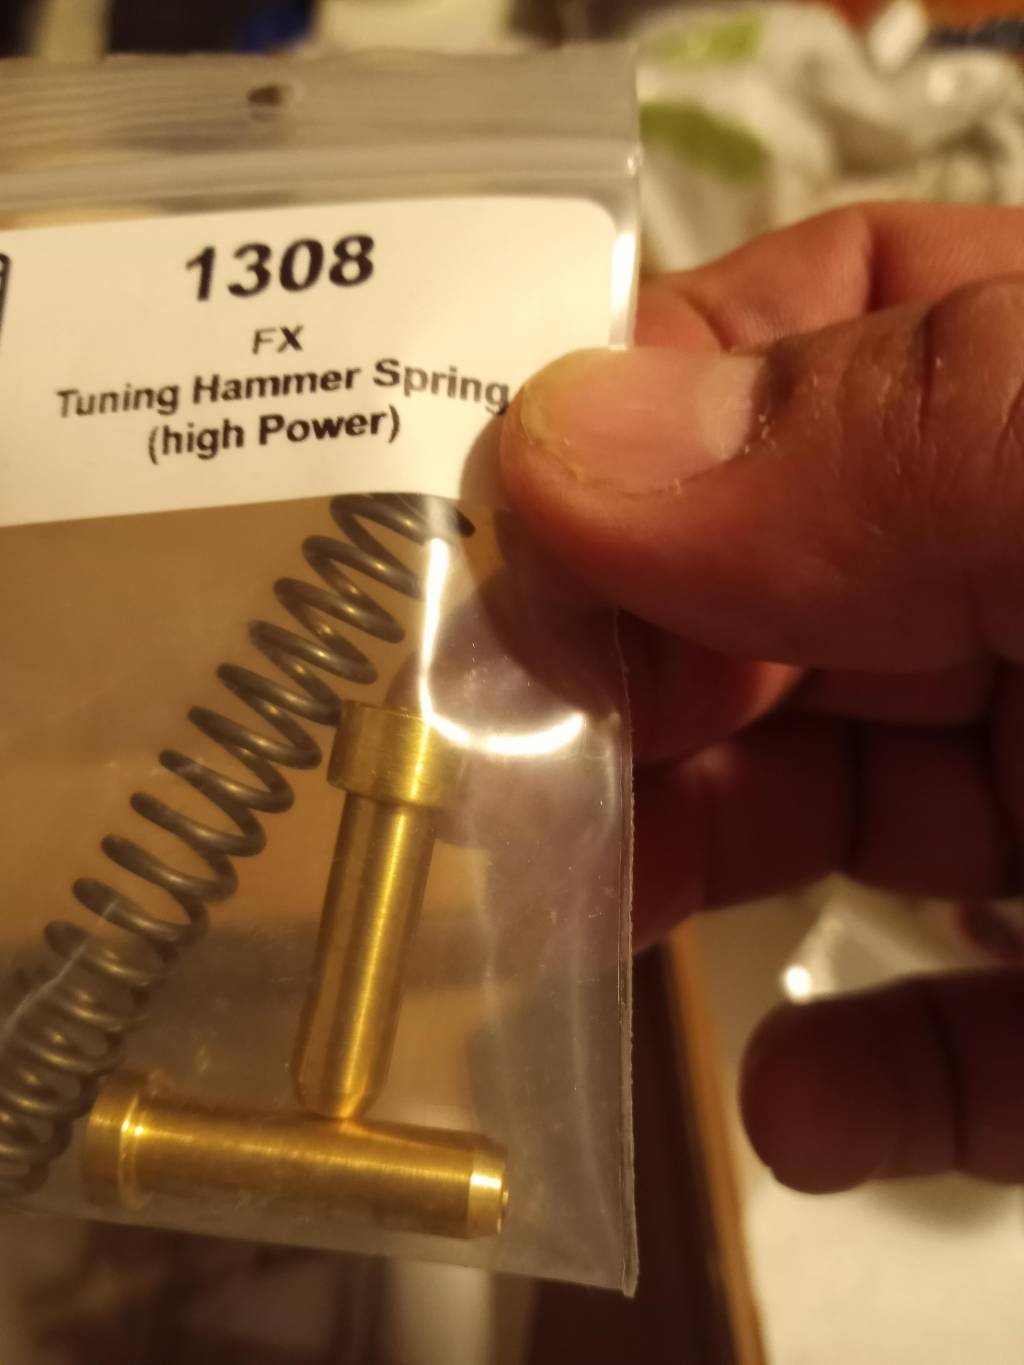 1308
FX
Tuning Hammer Spring
(high Power)